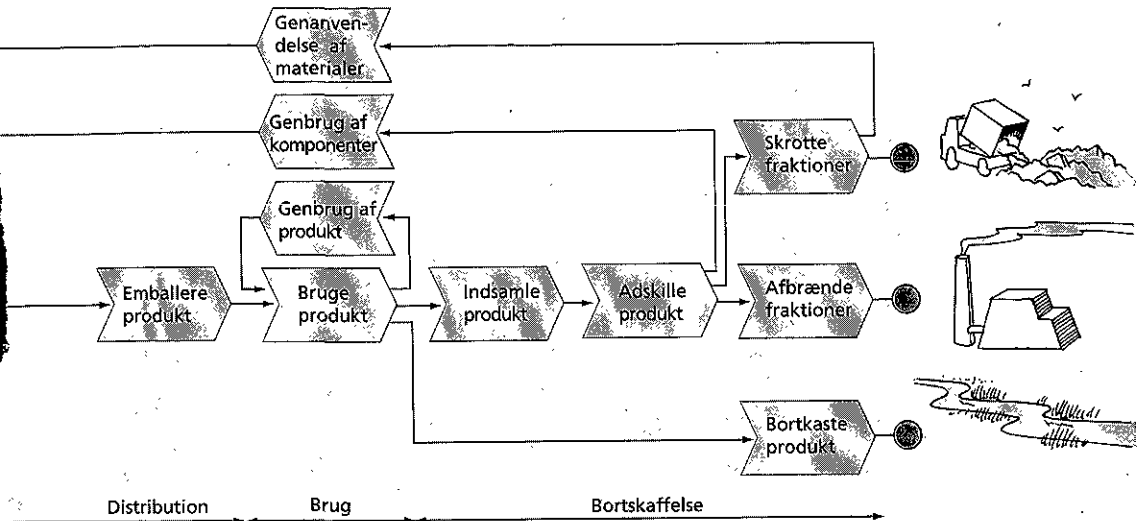 Genanven-
delse af
materialer
Genbrug af
komponenter
Skrotte
fraktioner
Genbrug af
produkt
Emballere
produkt
Bruge
produkt
Indsamle
produkt
Adskille
produkt
Afbrænde
fraktioner
Bortkaste
produkt
Distribution
Brug
Bortskaffelse